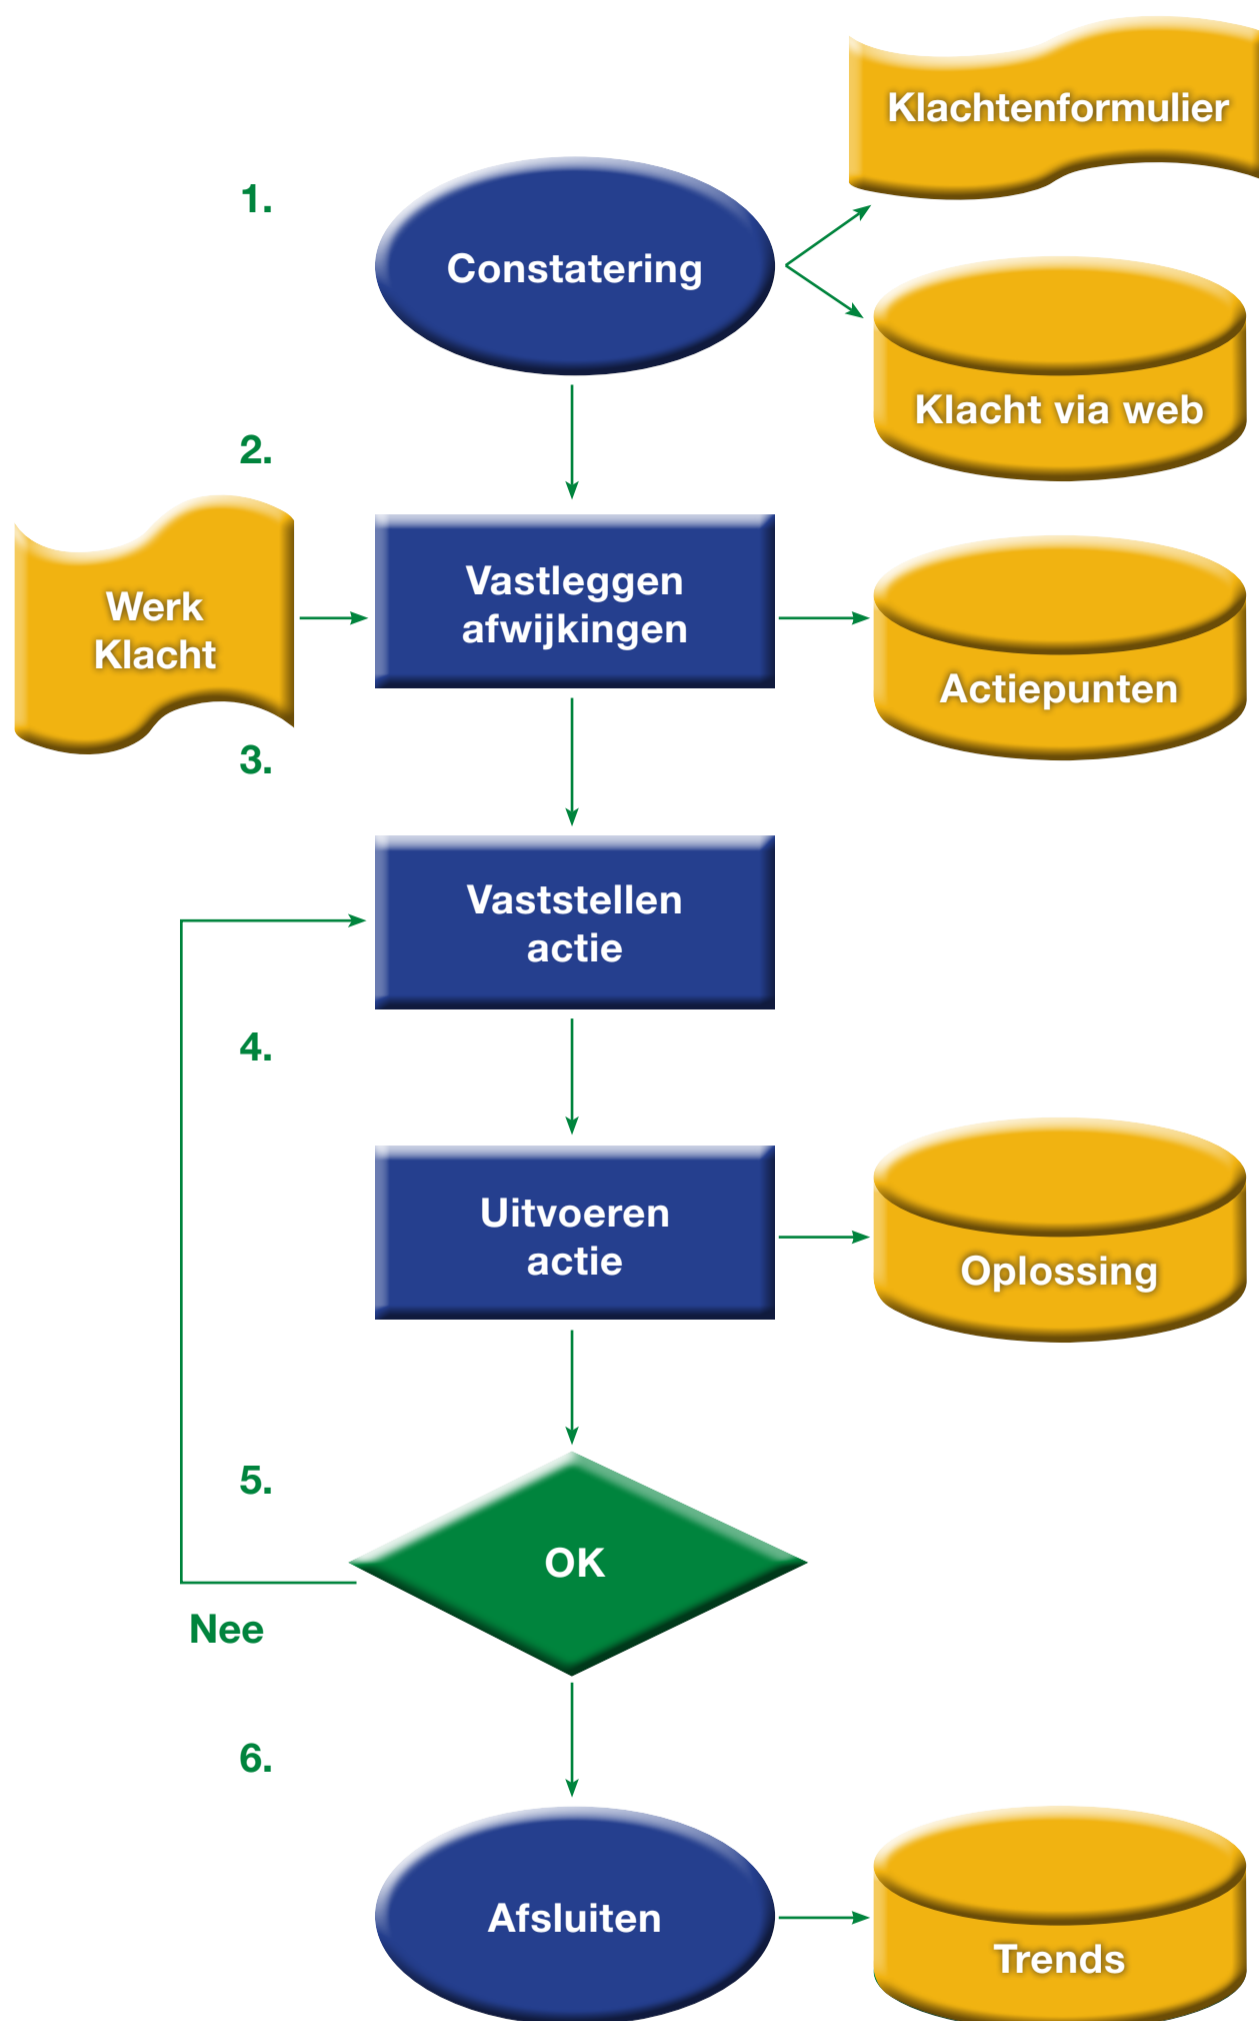 Klachtenformulier
1.
Constatering
Klacht via web
2.
Werk
Klacht
Vastleggen
afwijkingen
Actiepunten
3.
Vaststellen
actie
4.
Uitvoeren
actie
Oplossing
5.
OK
Nee
6.
Afsluiten
Trends